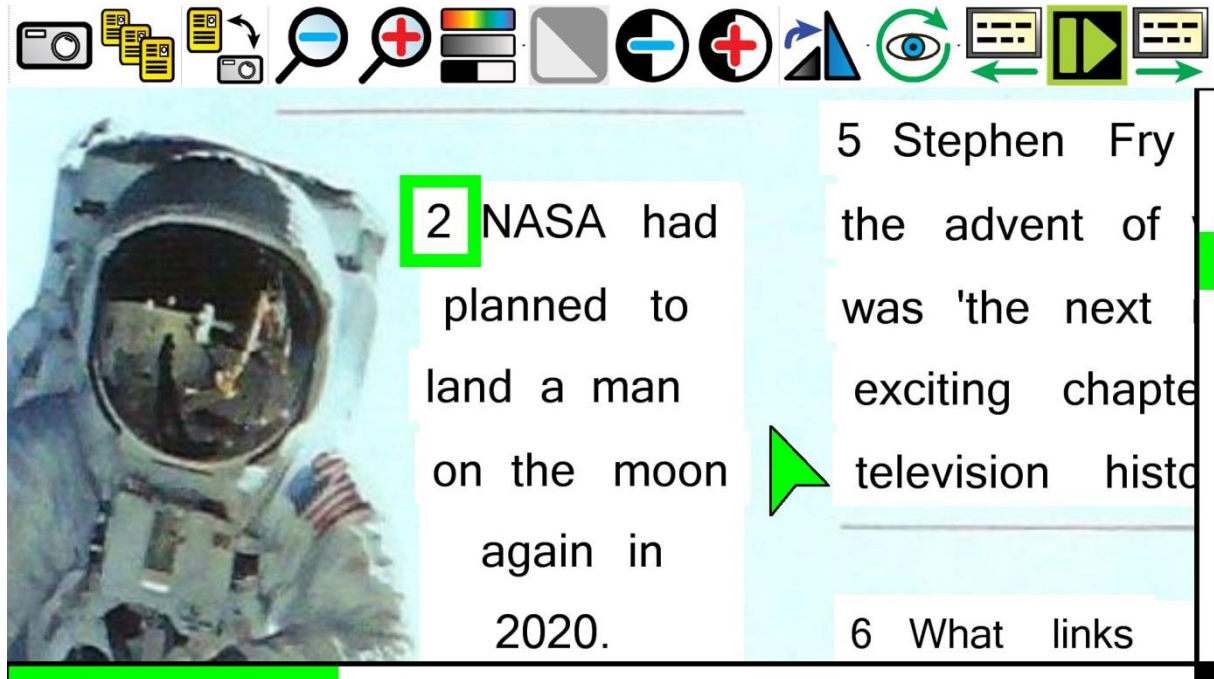 2 NASA had
planned to
land a man
on the moon
again in
2020.
5 Stephen Fry
the advent of
was 'the next
exciting
television
6 What links